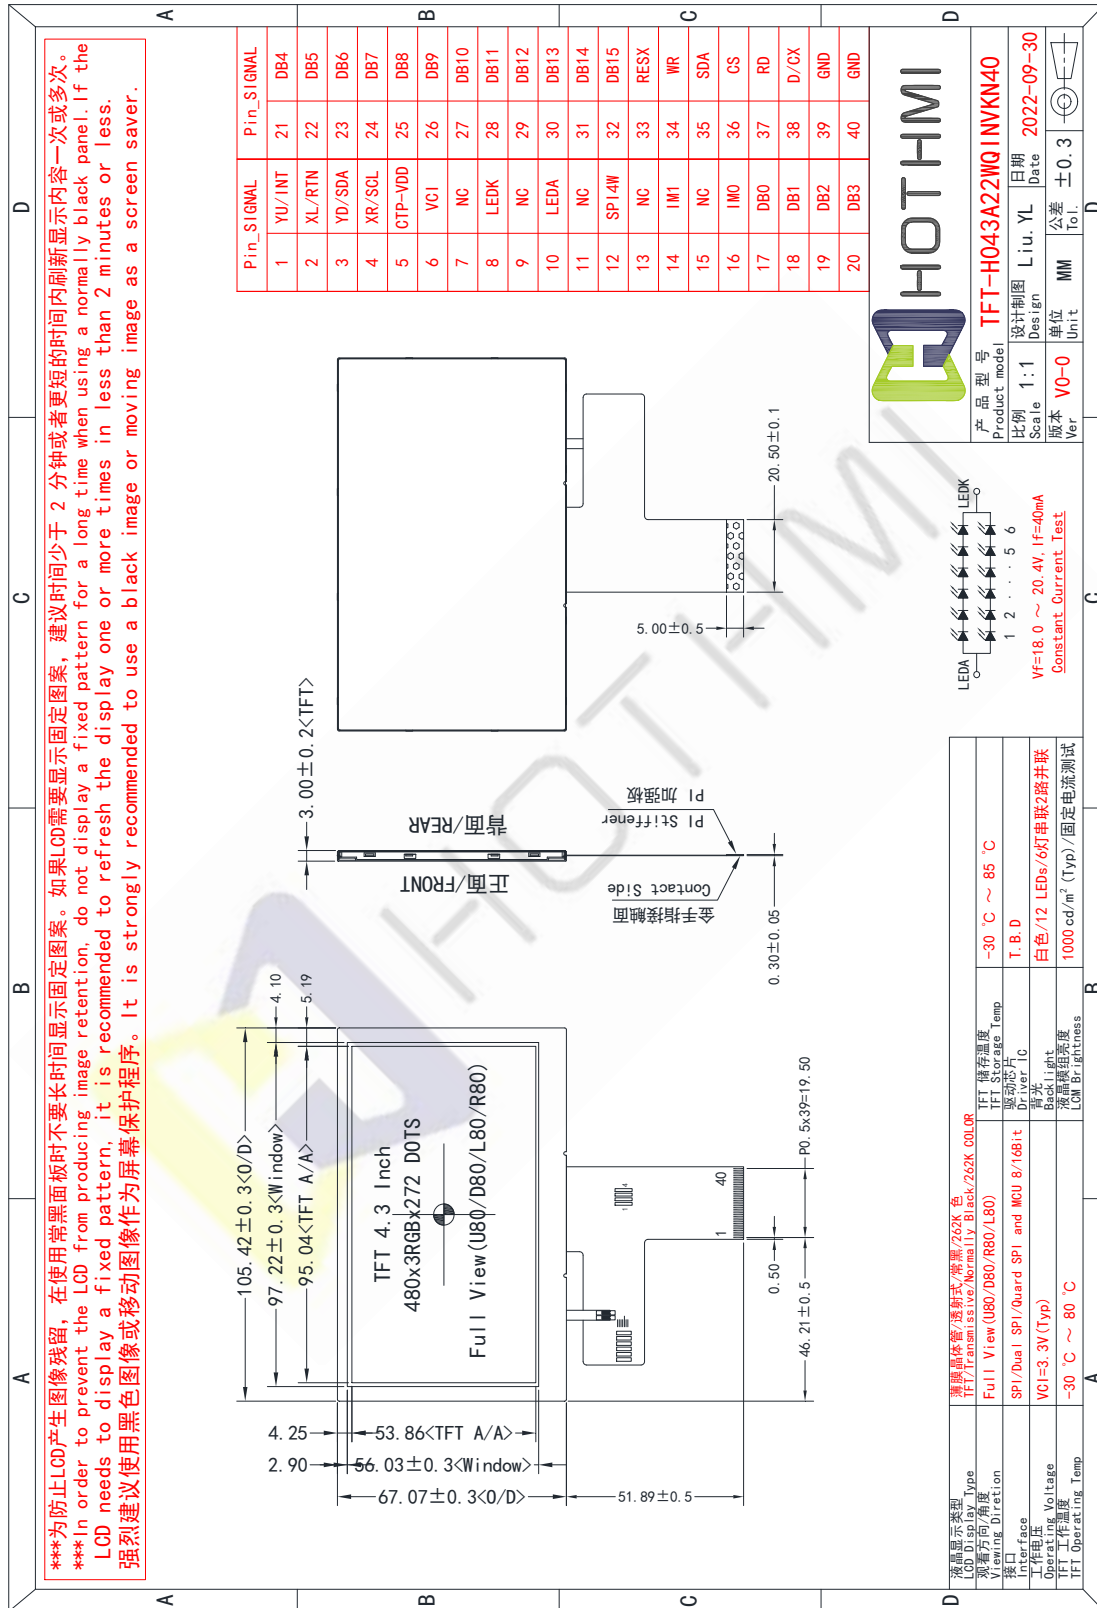 ***为防止LCD产生图像残留，在使用常黑面板时不要长时间显示固定图案。如果LCD需要显示固定图案，建议时间少于 2 分钟或者更短的时间内刷新显示内容一次或多次。
***In order to prevent the LCD from producing image retention, do not display a fixed pattern for a long time when using a normally black panel.If the
LCD needs to display a fixed pattern, it is recommended to refresh the display one or more times in less than 2 minutes or less.
强烈建议使用黑色图像或移动图像作为屏幕保护程序。It is strongly recommended to use a black image or moving image as a screen saver.
A
B
C
D
A
B
C
D
A
B
C
D
A
B
C
D
105.42±0.3<O/D>
97.22±0.3<Window>
95.04<TFT A/A>
4.10
5.19
TFT 4.3 Inch
480x3RGBx272 DOTS
Full View(U80/D80/L80/R80)
4.25
53.86<TFT A/A>
2.90
56.03±0.3<Window>
67.07±0.3<O/D>
51.89±0.5
1
40
1
4
0.50
P0.5x39=19.50
46.21±0.5
3.00±0.2<TFT>
正面/FRONT
背面/REAR
金手指接触面
Contact Side
PI Stiffener
PI 加强板
0.30±0.05
5.00±0.5
20.50±0.1
Pin_SIGNAL Pin_SIGNAL
1 YU/INT 21 DB4
2 XL/RTN 22 DB5
3 YD/SDA 23 DB6
4 XR/SCL 24 DB7
5 CTP-VDD 25 DB8
6 VCI 26 DB9
7 NC 27 DB10
8 LEDK 28 DB11
9 NC 29 DB12
10 LEDA 30 DB13
11 NC 31 DB14
12 SPI4W 32 DB15
13 NC 33 RESX
14 IM1 34 WR
15 NC 35 SDA
16 IM0 36 CS
17 DB0 37 RD
18 DB1 38 D/CX
19 DB2 39 GND
20 DB3 40 GND
LEDA
LEDK
1 2 · · · 5 6
Vf=18.0 ～ 20.4V, If=40mA
Constant Current Test
液晶显示类型
LCD Display Type
薄膜晶体管/透射式/常黑/262K 色
TFT/Transmissive/Normally Black/262K COLOR
观看方向/角度
Viewing Diretion
Full View(U80/D80/R80/L80)
接口
Interface
SPI/Dual SPI/Quard SPI and MCU 8/16Bit
工作电压
Operating Voltage
VCI=3.3V(Typ)
TFT 工作温度
TFT Operating Temp
-30 ℃ ～ 80 ℃
TFT 储存温度
TFT Storage Temp
-30 ℃ ～ 85 ℃
驱动芯片
Driver IC
T.B.D
背光
Backlight
白色/12 LEDs/6灯串联2路并联
液晶模组亮度
LCM Brightness
1000 cd/m² (Typ)/固定电流测试
HOTHMI
产 品 型 号
Product model
TFT-H043A22WQINVKN40
比例
Scale
1:1
设计制图
Design
Liu.YL
日期
Date
2022-09-30
版本
Ver
V0-0
单位
Unit
MM
公差
Tol.
±0.3
HOTHMI